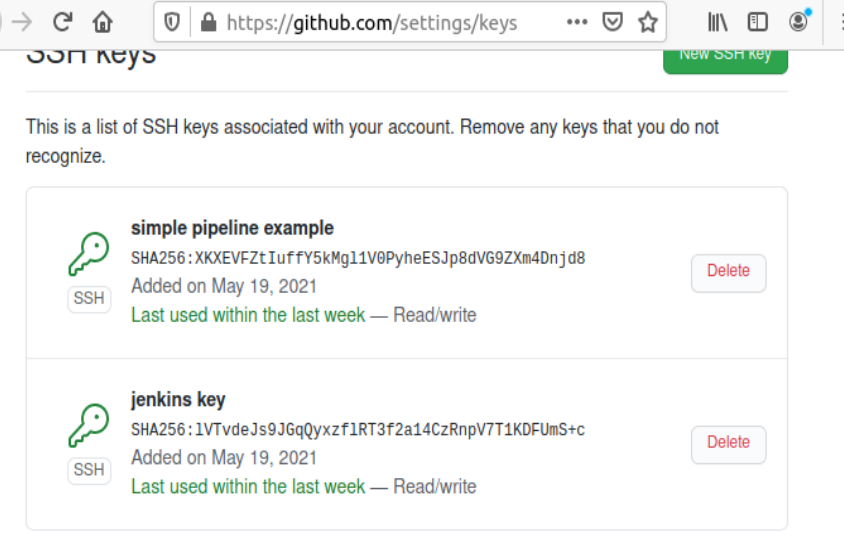 https://github.com/settings/keys
SSH keys
New SSH key
This is a list of SSH keys associated with your account. Remove any keys that you do not
recognize.
simple pipeline example
SHA256:XKXEVFZtIuffY5kMgl1V0PyheESJp8dVG9ZXm4Dnjd8
Added on May 19, 2021
Last used within the last week — Read/write
SSH
Delete
jenkins key
SHA256:lVTvdeJs9JGqQyxzflRT3f2a14CzRnpV7T1KDFUmS+c
Added on May 19, 2021
Last used within the last week — Read/write
SSH
Delete